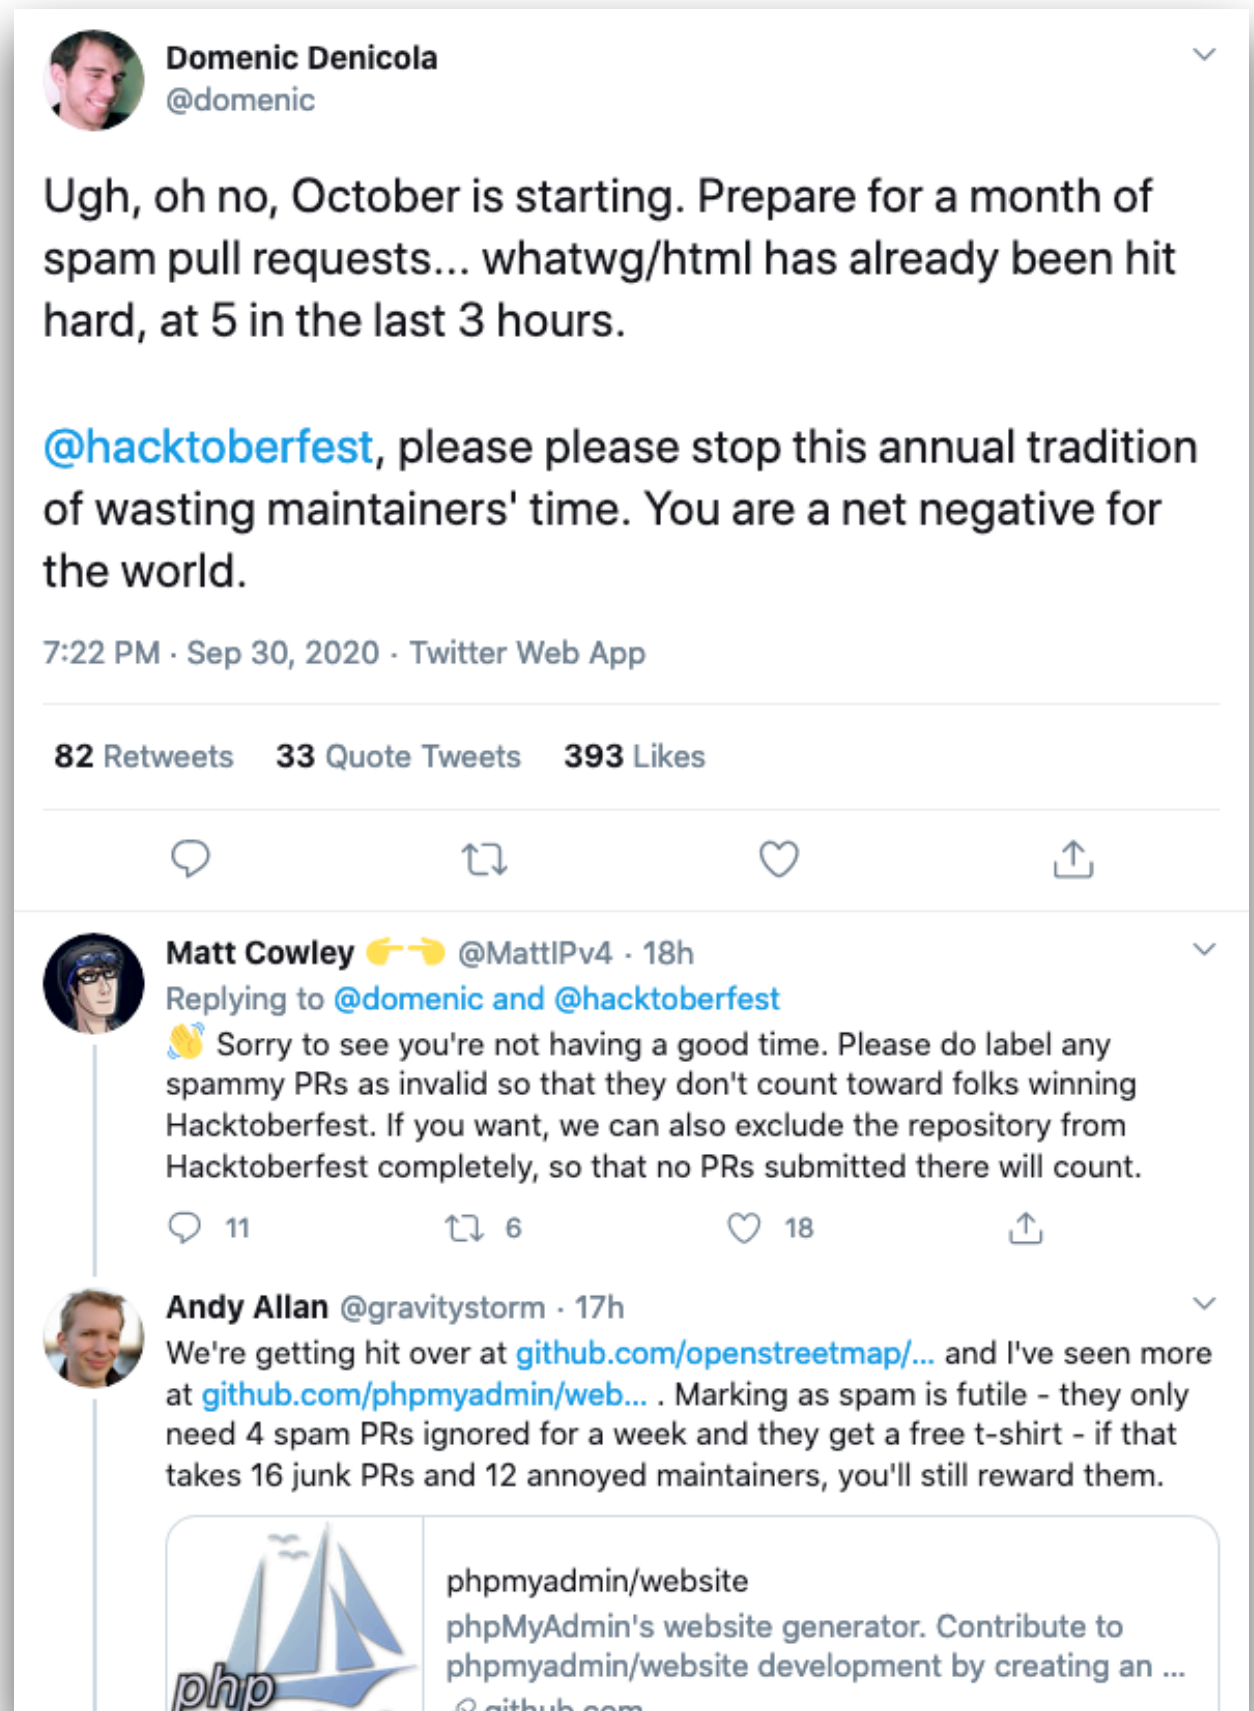 Domenic Denicola
@domenic
Ugh, oh no, October is starting. Prepare for a month of
spam pull requests... whatwg/html has already been hit
hard, at 5 in the last 3 hours.
@hacktoberfest, please please stop this annual tradition
of wasting maintainers' time. You are a net negative for
the world.
7:22 PM · Sep 30, 2020 · Twitter Web App
82 Retweets 33 Quote Tweets 393 Likes
Matt Cowley 👉👈 @MattIPv4 · 18h
Replying to @domenic and @hacktoberfest
👋 Sorry to see you're not having a good time. Please do label any
spammy PRs as invalid so that they don't count toward folks winning
Hacktoberfest. If you want, we can also exclude the repository from
Hacktoberfest completely, so that no PRs submitted there will count.
11 6 18
Andy Allan @gravitystorm · 17h
We're getting hit over at github.com/openstreetmap/... and I've seen more
at github.com/phpmyadmin/web... . Marking as spam is futile - they only
need 4 spam PRs ignored for a week and they get a free t-shirt - if that
takes 16 junk PRs and 12 annoyed maintainers, you'll still reward them.
phpmyadmin/website
phpMyAdmin's website generator. Contribute to
phpmyadmin/website development by creating an ...
php
github.com